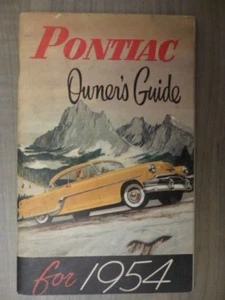 PONTIAC
Owner's Guide
for 1954